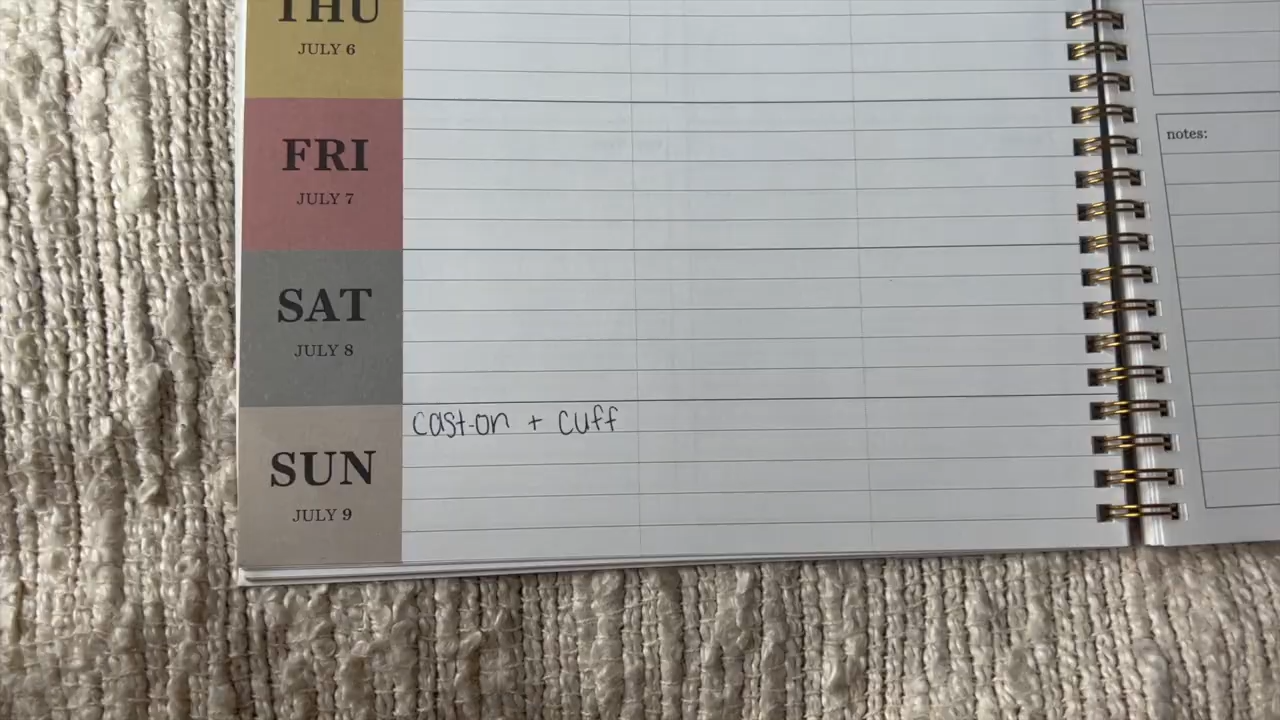 THU
JULY 6
FRI
JULY 7
SAT
JULY 8
cast-on + cuff
SUN
JULY 9
notes: